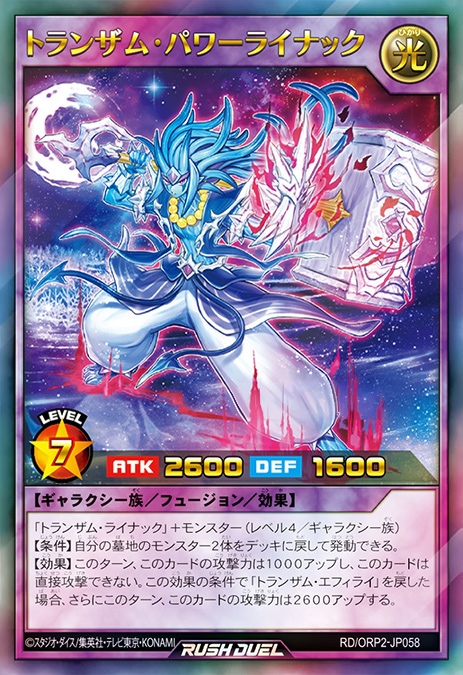 トランザム・パワーライナック
ひかり
光
LEVEL
7
ATK 2600 DEF 1600
【ギャラクシー族／フュージョン／効果】
「トランザム・ライナック」＋モンスター（レベル４／ギャラクシー族）
【条件】自分の墓地のモンスター2体をデッキに戻して発動できる。
【効果】このターン、このカードの攻撃力は1000アップし、このカードは
直接攻撃できない。この効果の条件で「トランザム・エフィライ」を戻した
場合、さらにこのターン、このカードの攻撃力は2600アップする。
©スタジオ・ダイス/集英社・テレビ東京・KONAMI
RUSH DUEL
RD/ORP2-JP058